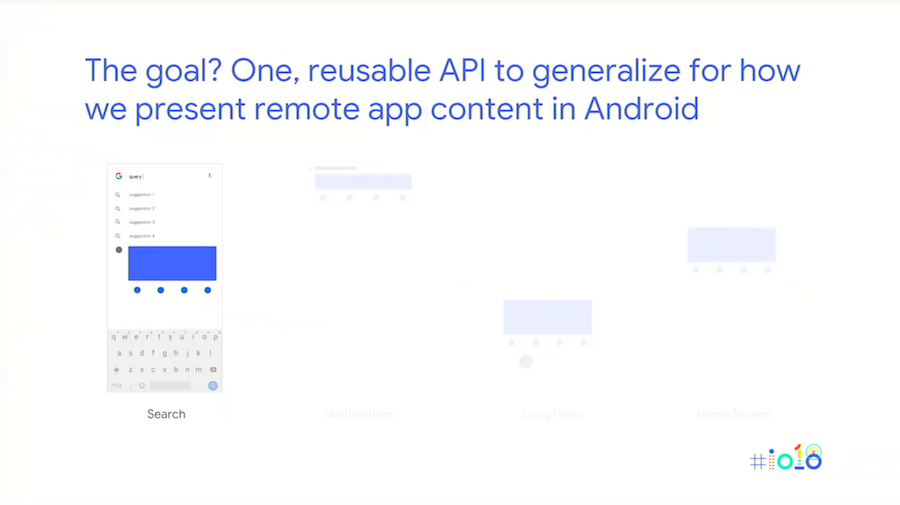 The goal? One, reusable API to generalize for how
we present remote app content in Android
query
suggestion 1
suggestion 2
suggestion 3
suggestion 4
q w e r t y u i o p
a s d f g h j k l
z x c v b n m
Search
Notifications
Long Press
Home Screen
#io18